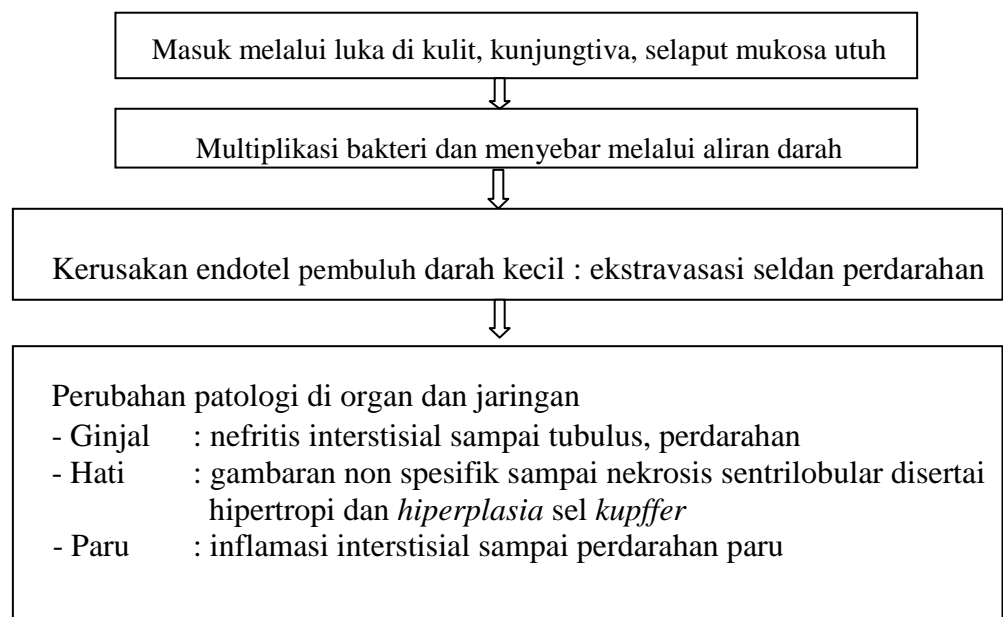 Masuk melalui luka di kulit, kunjungtiva, selaput mukosa utuh
Multiplikasi bakteri dan menyebar melalui aliran darah
Kerusakan endotel pembuluh darah kecil : ekstravasasi seldan perdarahan
Perubahan patologi di organ dan jaringan
- Ginjal : nefritis interstisial sampai tubulus, perdarahan
- Hati : gambaran non spesifik sampai nekrosis sentrilobular disertai
hipertropi dan hiperplasia sel kupffer
- Paru : inflamasi interstisial sampai perdarahan paru